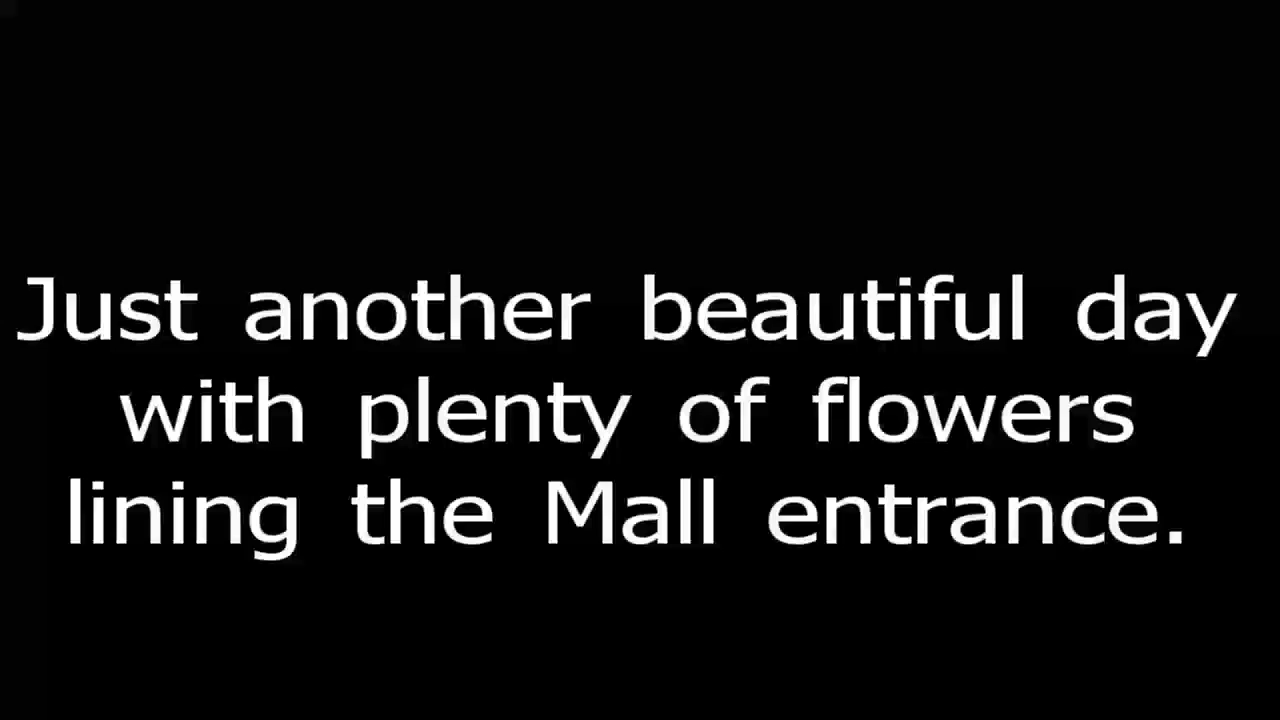 Just another beautiful day
with plenty of flowers
lining the Mall entrance.